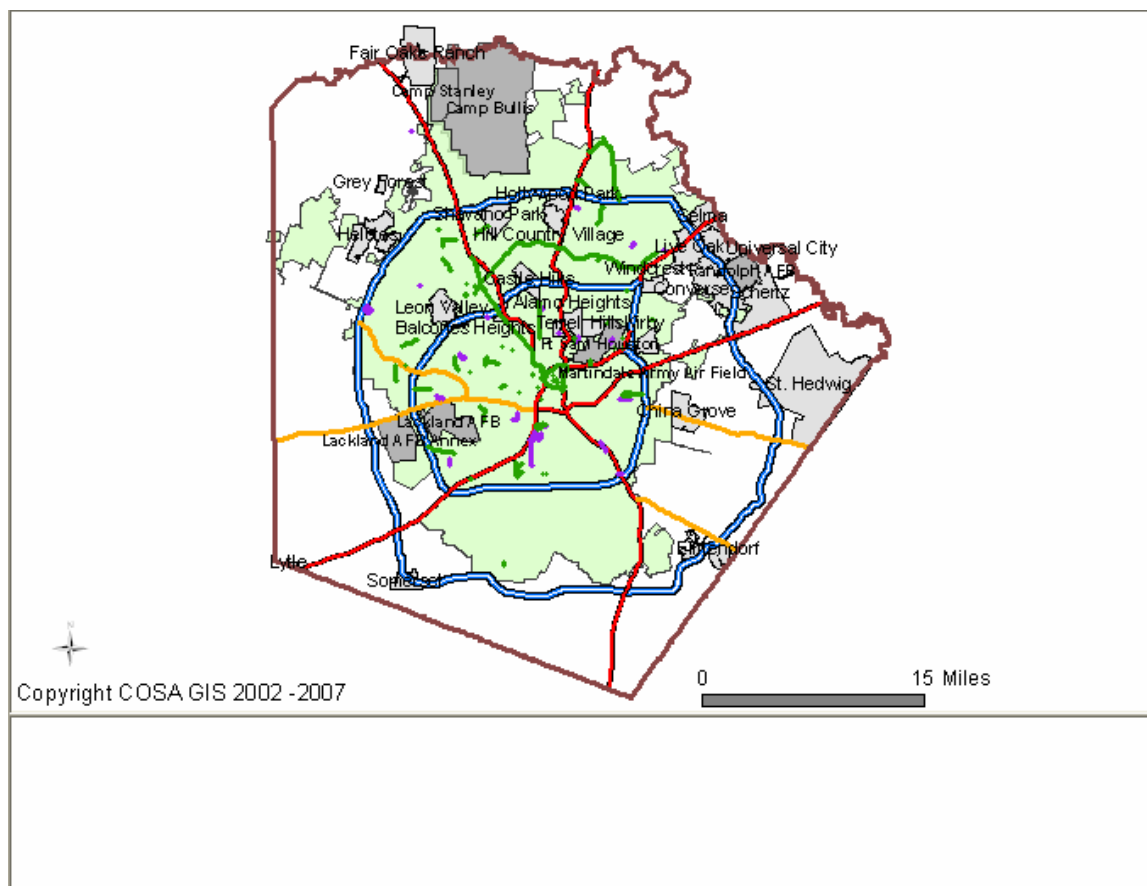 Fair Oaks Ranch
Camp Stanley
Camp Bullis
Grey Forest
Hollywood Park
Shavano Park
Selma
Helotes
Hill Country Village
Live Oak
Universal City
Windcrest
Randolph AFB
Castle Hills
Converse
Schertz
Leon Valley
Alamo Heights
Balcones Heights
Terrell Hills
Kirby
Ft Sam Houston
Martindale Army Air Field
St. Hedwig
China Grove
Lackland AFB
Lackland AFB Annex
Elmendorf
Lytle
Somerset
N
0 15 Miles
Copyright COSA GIS 2002 -2007